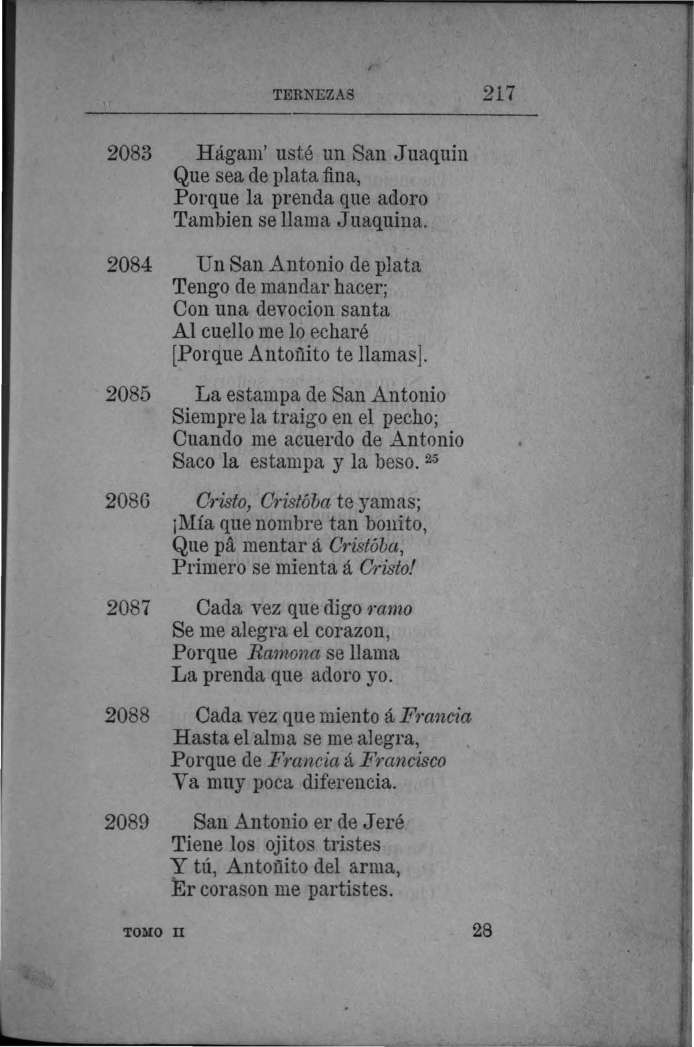 TERNEZAS 217
2083 Hágam' usté un San Juaquin
Que sea de plata fina,
Porque la prenda que adoro
Tambien se llama Juaquina.
2084 Un San Antonio de plata
Tengo de mandar hacer;
Con una devocion santa
Al cuello me lo echaré
[Porque Antoñito te llamas].
2085 La estampa de San Antonio
Siempre la traigo en el pecho;
Cuando me acuerdo de Antonio
Saco la estampa y la beso. 25
2086 Cristo, Cristóba te yamas;
¡Mía que nombre tan bonito,
Que pâ mentar á Cristóba,
Primero se mienta á Cristo!
2087 Cada vez que digo ramo
Se me alegra el corazon,
Porque Ramona se llama
La prenda que adoro yo.
2088 Cada vez que miento á Francia
Hasta el alma se me alegra,
Porque de Francia á Francisco
Va muy poca diferencia.
2089 San Antonio er de Jeré
Tiene los ojitos tristes
Y tú, Antoñito del arma,
Er corason me partistes.
TOMO II 28